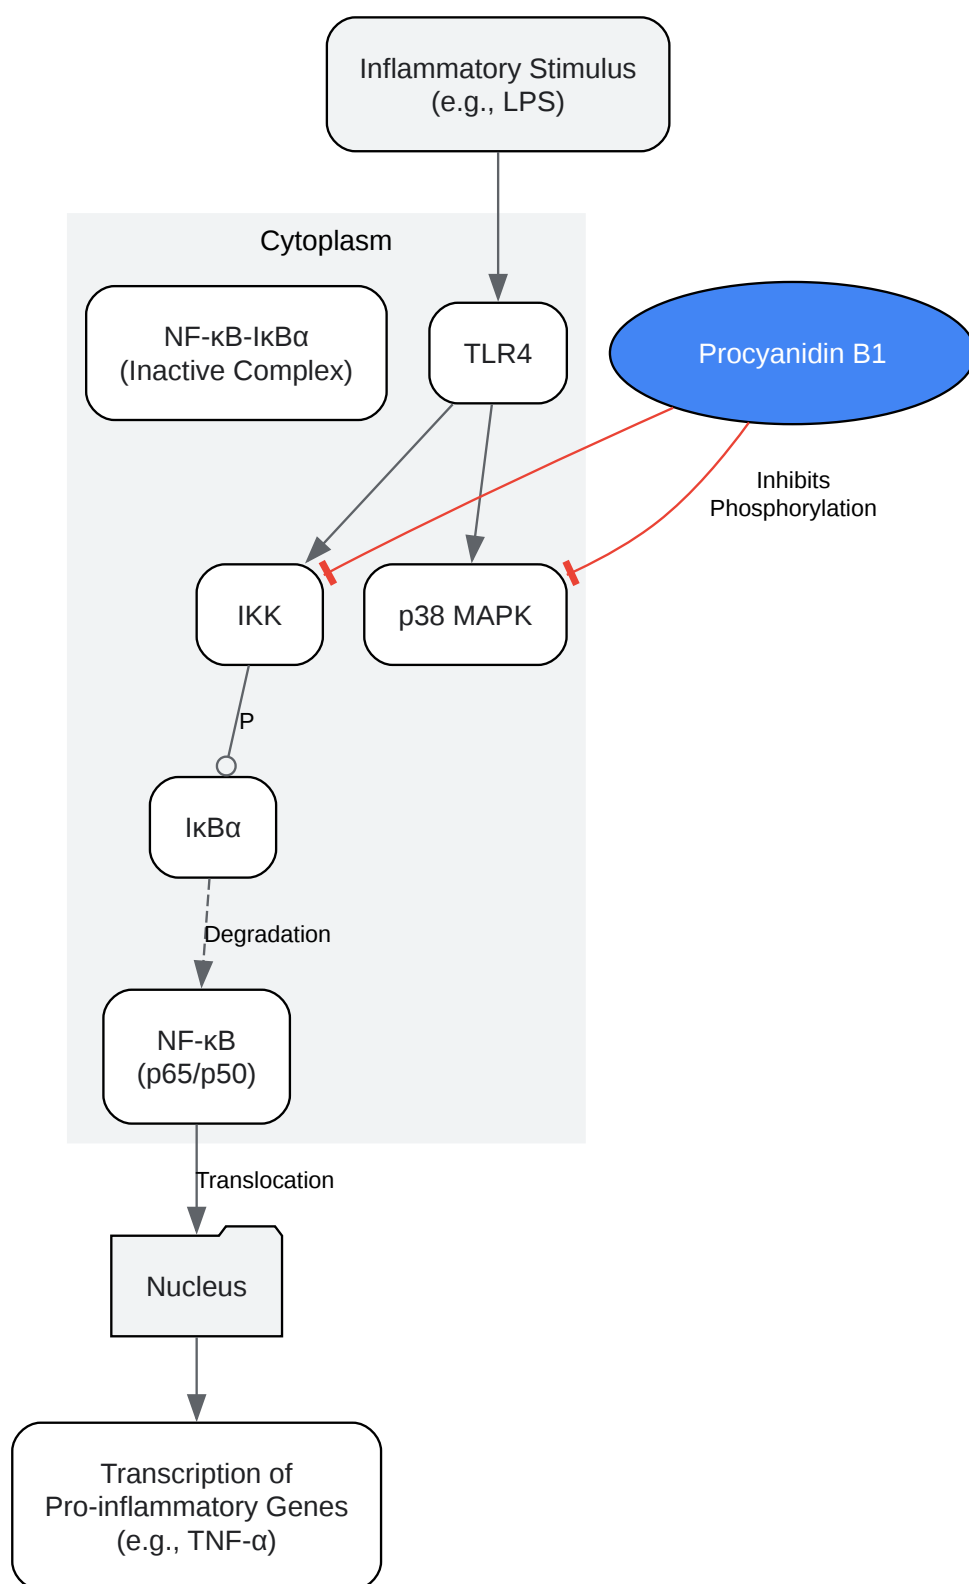 Inflammatory Stimulus
(e.g., LPS)
Cytoplasm
NF-κB-IκBα
(Inactive Complex)
TLR4
Procyanidin B1
Inhibits
Phosphorylation
IKK
p38 MAPK
P
IκBα
Degradation
NF-κB
(p65/p50)
Translocation
Nucleus
Transcription of
Pro-inflammatory Genes
(e.g., TNF-α)